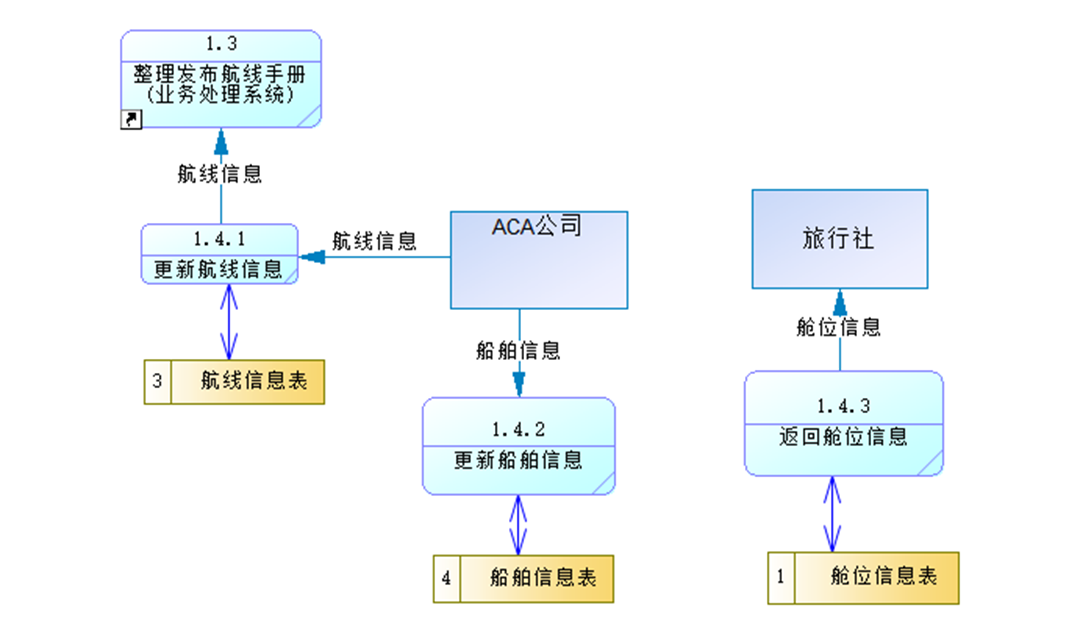 1.3
整理发布航线手册
(业务处理系统)
航线信息
1.4.1
更新航线信息
3
航线信息表
航线信息
ACA公司
船舶信息
1.4.2
更新船舶信息
4
船舶信息表
旅行社
舱位信息
1.4.3
返回舱位信息
1
舱位信息表